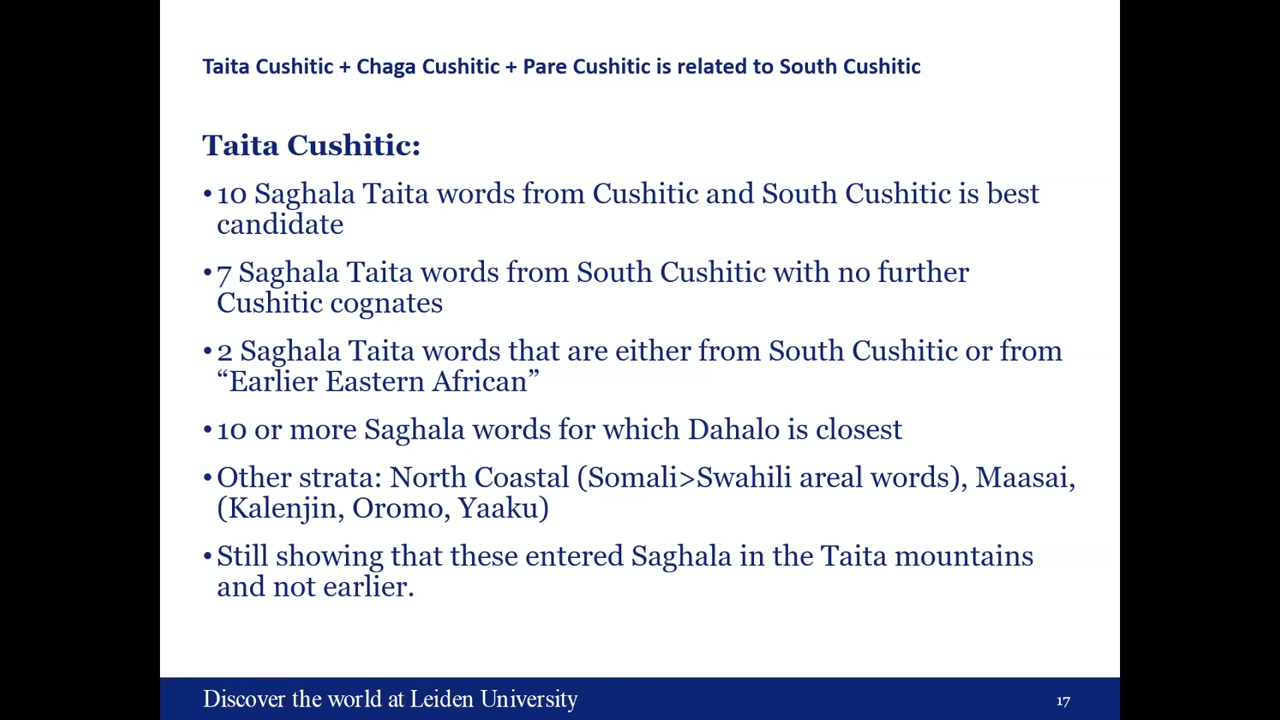 Taita Cushitic + Chaga Cushitic + Pare Cushitic is related to South Cushitic
Taita Cushitic:
•10 Saghala Taita words from Cushitic and South Cushitic is best
candidate
•7 Saghala Taita words from South Cushitic with no further
Cushitic cognates
•2 Saghala Taita words that are either from South Cushitic or from
“Earlier Eastern African”
•10 or more Saghala words for which Dahalo is closest
•Other strata: North Coastal (Somali>Swahili areal words), Maasai,
(Kalenjin, Oromo, Yaaku)
•Still showing that these entered Saghala in the Taita mountains
and not earlier.
Discover the world at Leiden University
17